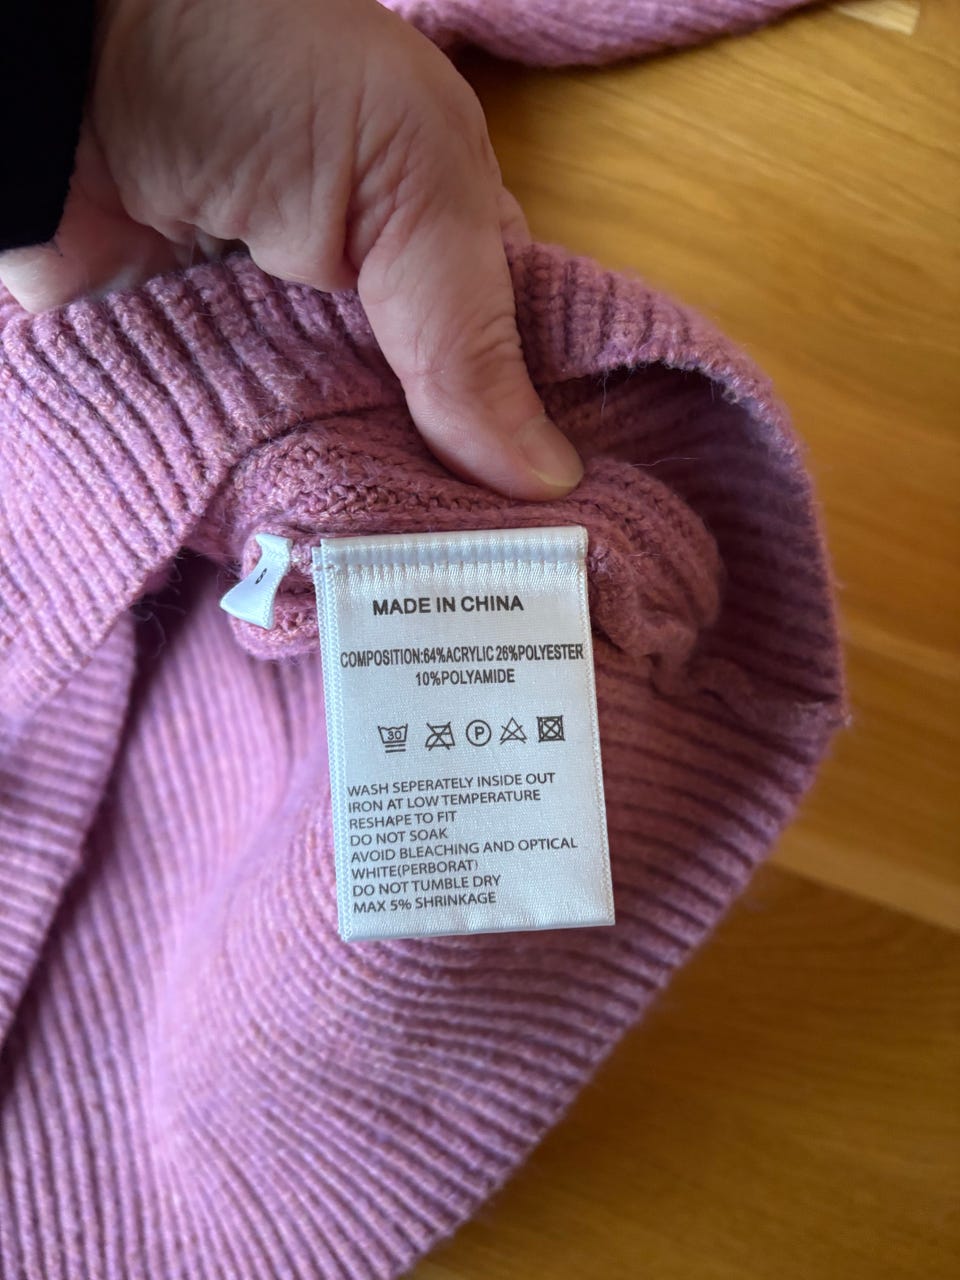 S
MADE IN CHINA
COMPOSITION:64%ACRYLIC 26%POLYESTER
10%POLYAMIDE
30 P
WASH SEPERATELY INSIDE OUT
IRON AT LOW TEMPERATURE
RESHAPE TO FIT
DO NOT SOAK
AVOID BLEACHING AND OPTICAL
WHITE(PERBORAT)
DO NOT TUMBLE DRY
MAX 5% SHRINKAGE